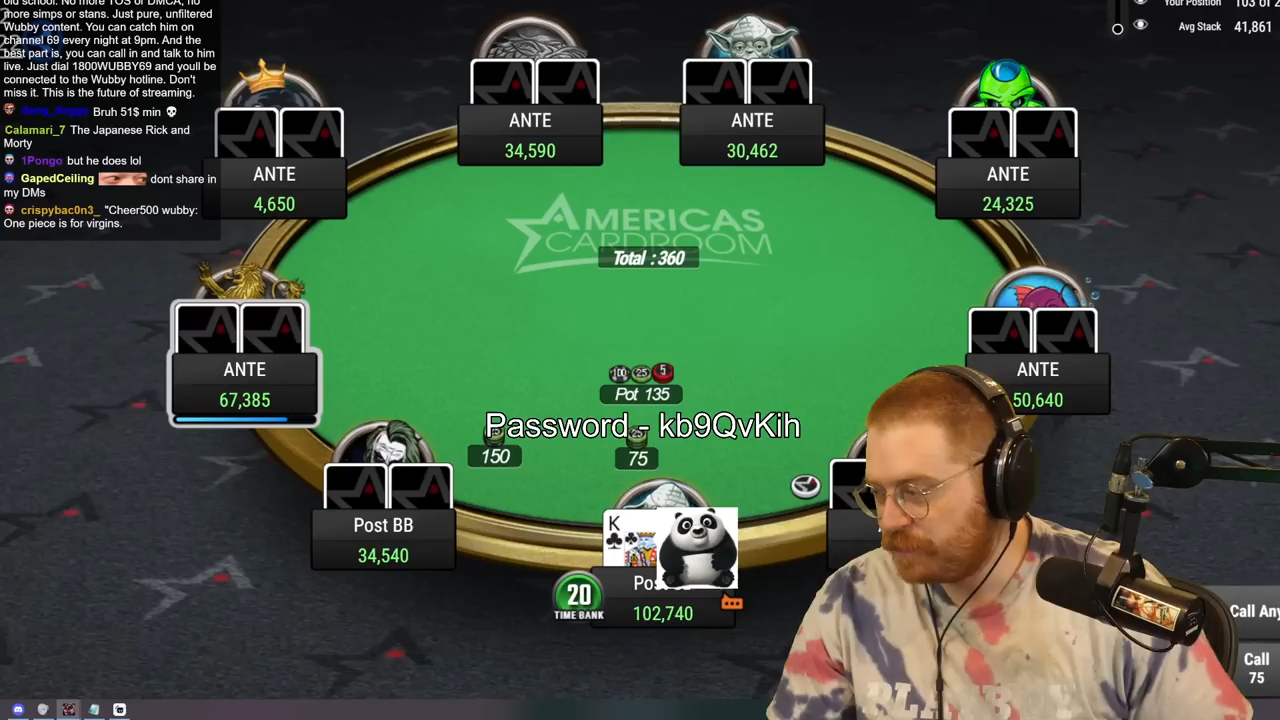 old school. No more TOS or DMCA, no
more simps or stans. Just pure, unfiltered
Wubby content. You can catch him on
channel 69 every night at 9pm. And the
best part is, you can call in and talk to him
live. Just dial 1800WUBBY69 and youll be
connected to the Wubby hotline. Don't
miss it. This is the future of streaming.
dang_doggy Bruh 51$ min
Calamari_7 The Japanese Rick and
Morty
1Pongo but he does lol
GapedCeiling dont share in
my DMs
crispybac0n3_ "Cheer500 wubby:
One piece is for virgins.
Your Position 103 of 2
Avg Stack 41,861
ANTE
4,650
ANTE
34,590
ANTE
30,462
ANTE
24,325
AMERICAS
CARDROOM
Total : 360
ANTE
67,385
ANTE
50,640
100 25 5
Pot 135
Password - kb9QvKih
150
75
K
Post BB
34,540
20
TIME BANK
102,740
Call Any
Call
75